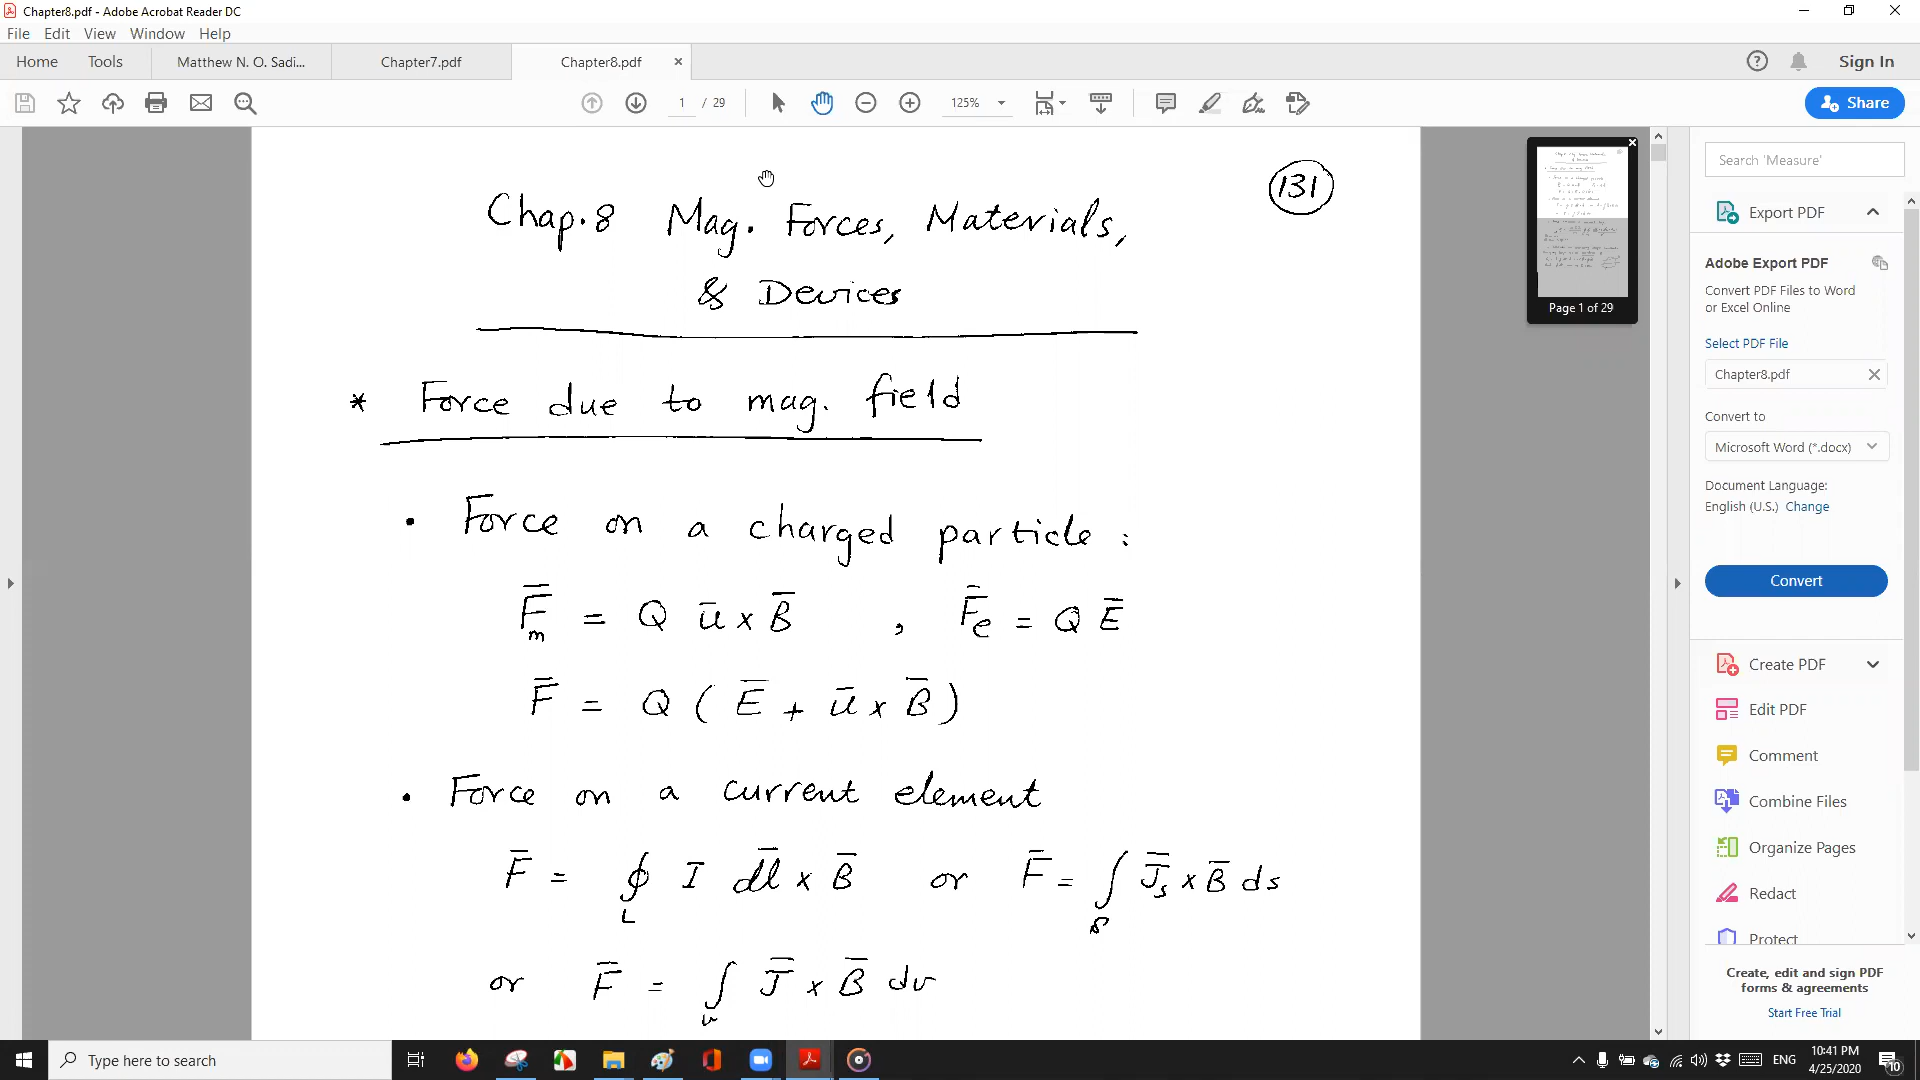 Chapter8.pdf - Adobe Acrobat Reader DC
File Edit View Window Help
Home Tools Matthew N. O. Sadi... Chapter7.pdf Chapter8.pdf ×
Sign In
1 / 29 125%
Share
131
Chap.8 Mag. Forces, Materials,
& Devices
* Force due to mag. field
• Force on a charged particle :
F̄m = Q ū × B̄ , F̄e = Q Ē
F̄ = Q ( Ē + ū × B̄ )
• Force on a current element
F̄ = ∮L I d̄l × B̄ or F̄ = ∫s J̄s × B̄ ds
or F̄ = ∫v J̄ × B̄ dv
Page 1 of 29
Search 'Measure'
Export PDF
Adobe Export PDF
Convert PDF Files to Word
or Excel Online
Select PDF File
Chapter8.pdf
Convert to
Microsoft Word (*.docx)
Document Language:
English (U.S.) Change
Convert
Create PDF
Edit PDF
Comment
Combine Files
Organize Pages
Redact
Protect
Create, edit and sign PDF
forms & agreements
Start Free Trial
Type here to search
ENG
10:41 PM
4/25/2020
10